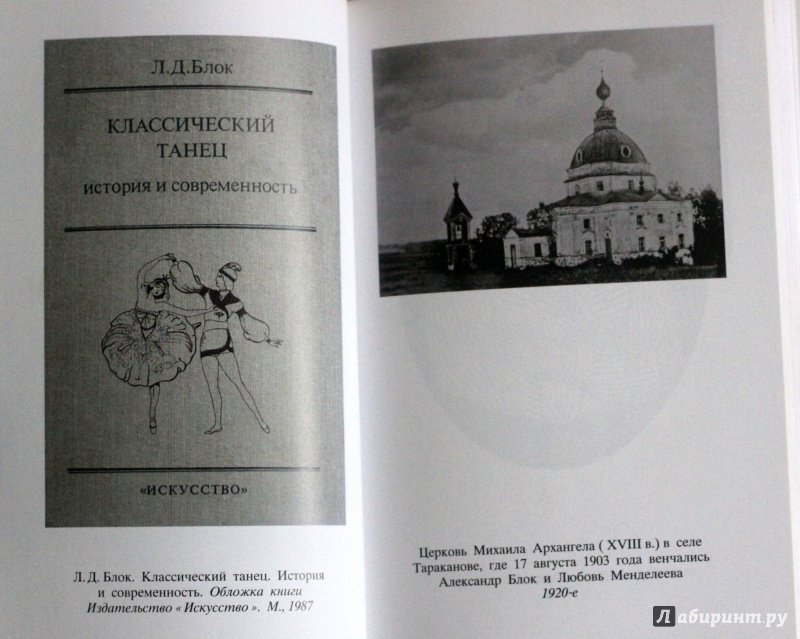 Л.Д.Блок
КЛАССИЧЕСКИЙ
ТАНЕЦ
история и современность
«ИСКУССТВО»
Л. Д. Блок. Классический танец. История
и современность. Обложка книги
Издательство « Искусство ». М., 1987
Церковь Михаила Архангела ( XVIII в.) в селе
Тараканове, где 17 августа 1903 года венчались
Александр Блок и Любовь Менделеева
1920-е
Лабиринт.ру